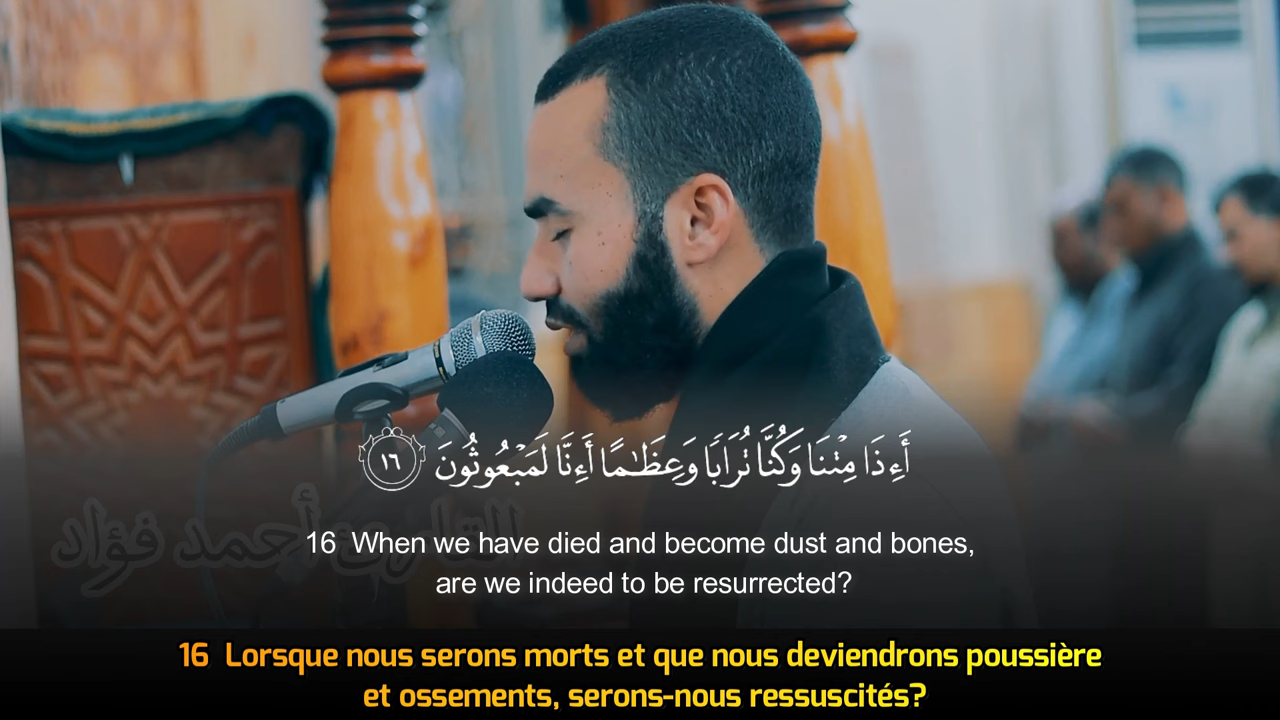 أَءِذَا مِتْنَا وَكُنَّا تُرَابًا وَعِظَٰمًا أَءِنَّا لَمَبْعُوثُونَ ١٦
القارئ أحمد فؤاد
16 When we have died and become dust and bones,
are we indeed to be resurrected?
16 Lorsque nous serons morts et que nous deviendrons poussière
et ossements, serons-nous ressuscités?